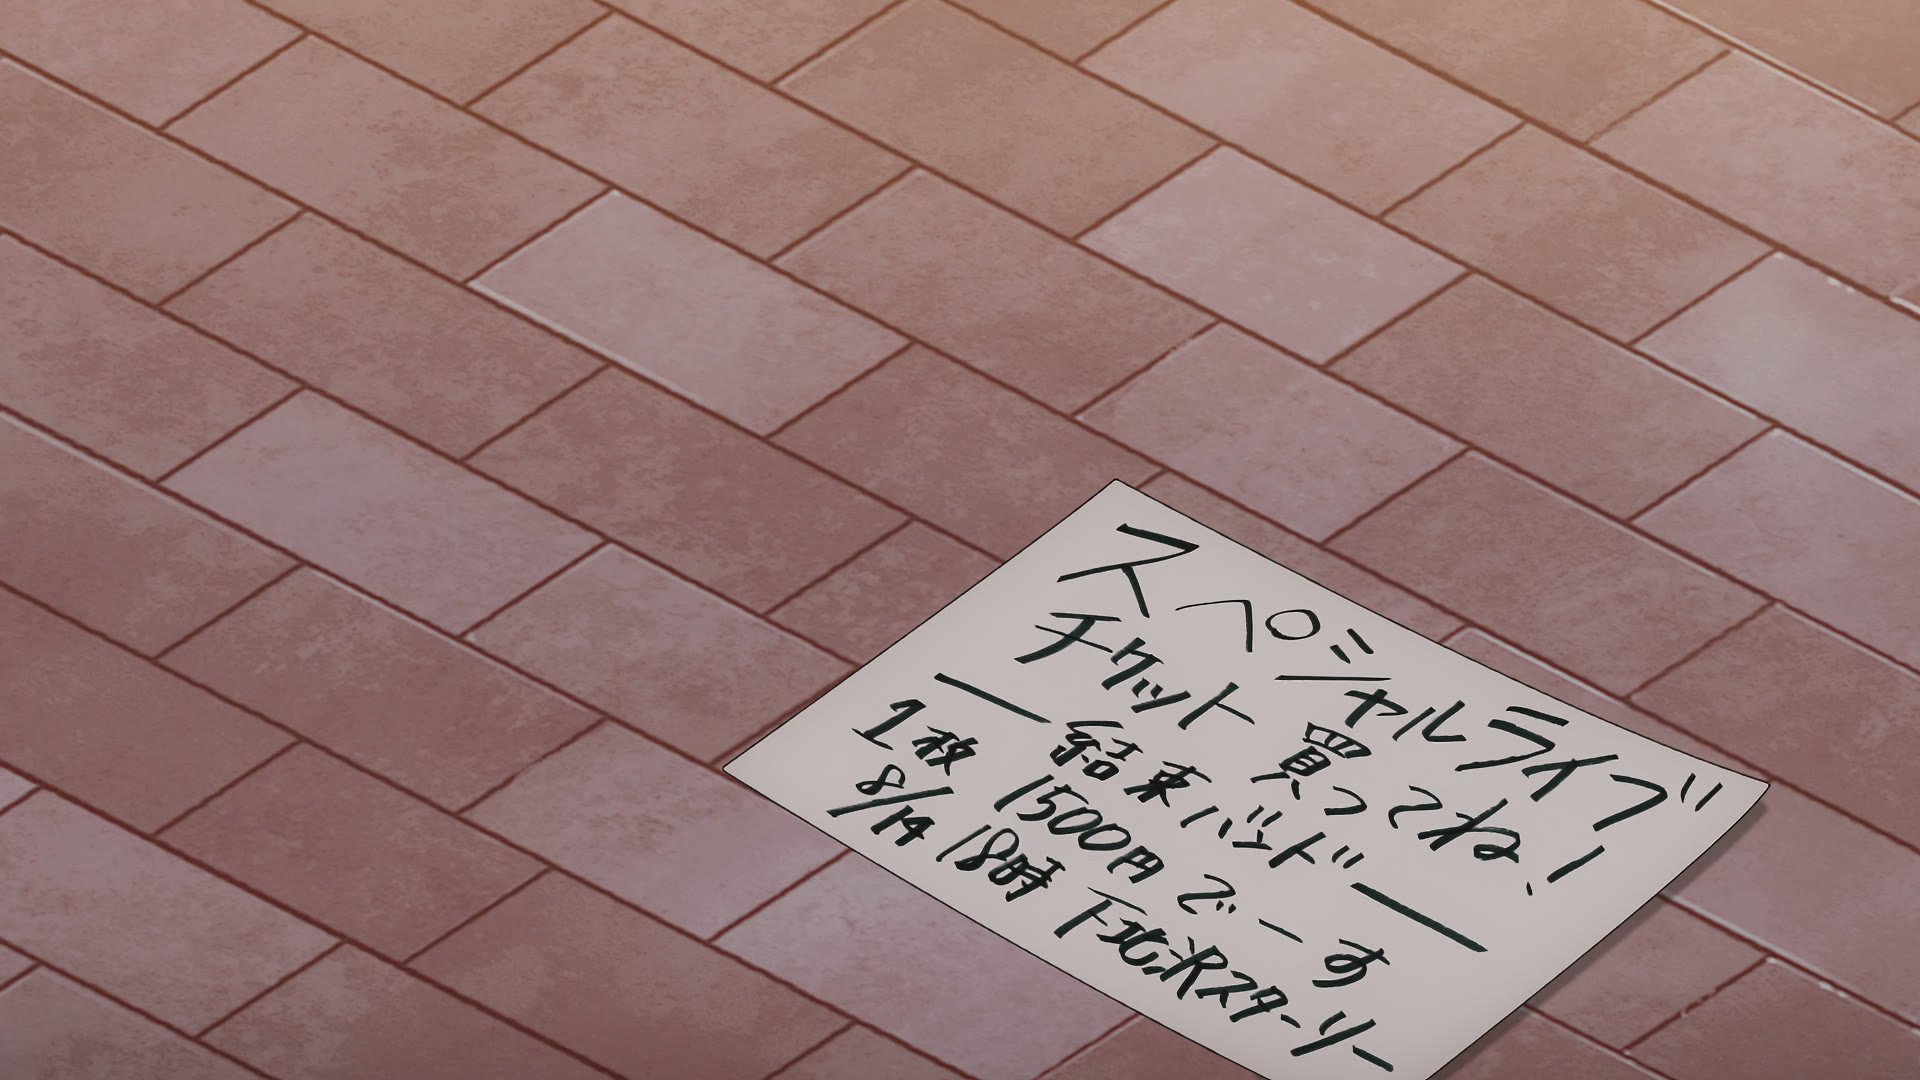 スペシャルライブ
チケット買ってね!
― 結束バンド ―
1枚 1500円でーす
8/14 18時 下北沢スターリー